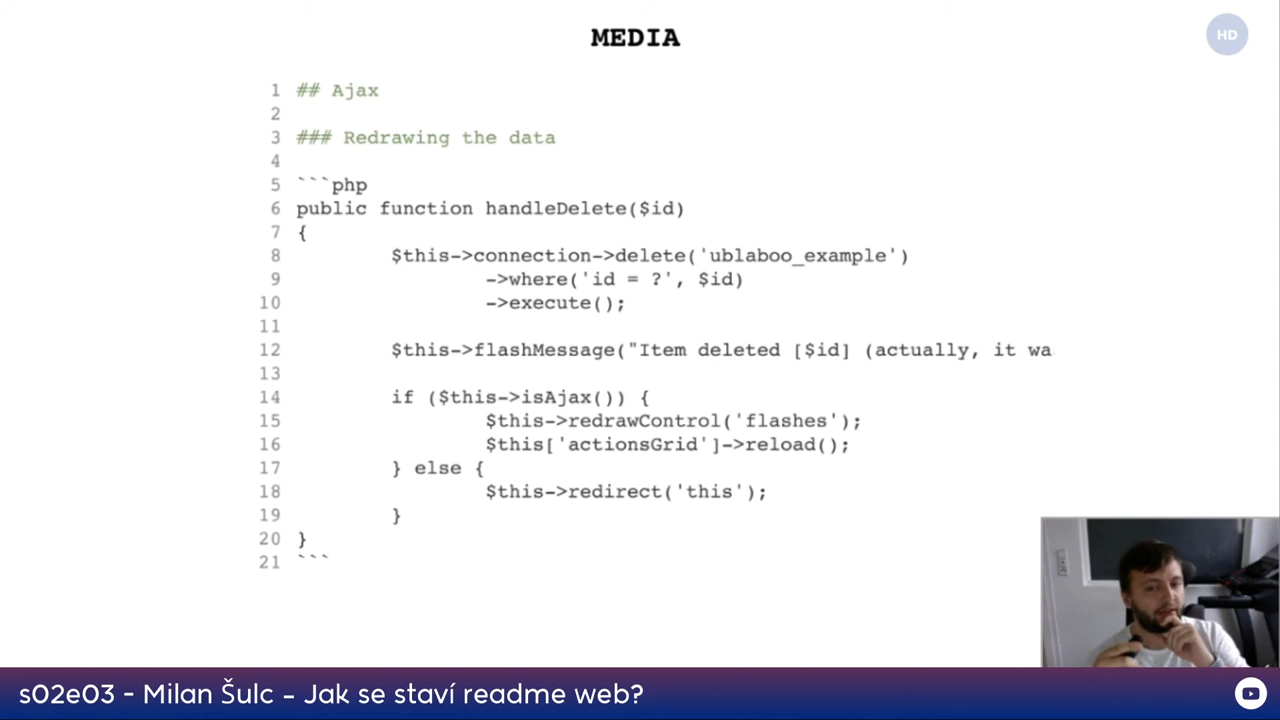 MEDIA
HD
1 ## Ajax
2
3 ### Redrawing the data
4
5 ```php
6 public function handleDelete($id)
7 {
8 $this->connection->delete('ublaboo_example')
9 ->where('id = ?', $id)
10 ->execute();
11
12 $this->flashMessage("Item deleted [$id] (actually, it wa
13
14 if ($this->isAjax()) {
15 $this->redrawControl('flashes');
16 $this['actionsGrid']->reload();
17 } else {
18 $this->redirect('this');
19 }
20 }
21 ```
s02e03 - Milan Šulc - Jak se staví readme web?